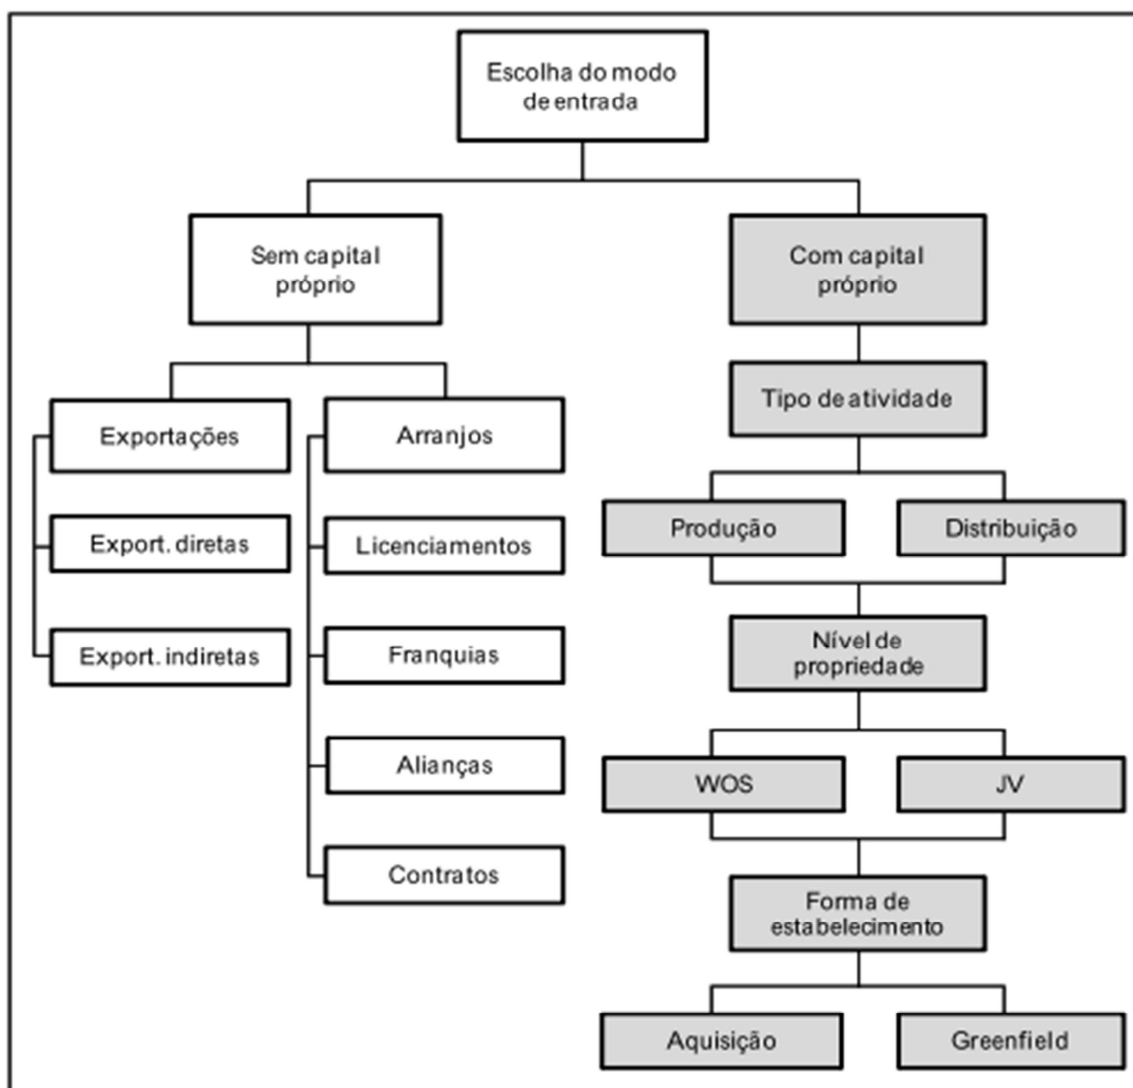 Escolha do modo
de entrada
Sem capital
próprio
Com capital
próprio
Tipo de atividade
Exportações
Arranjos
Produção
Distribuição
Export. diretas
Licenciamentos
Nível de
propriedade
Export. indiretas
Franquias
Alianças
WOS
JV
Contratos
Forma de
estabelecimento
Aquisição
Greenfield